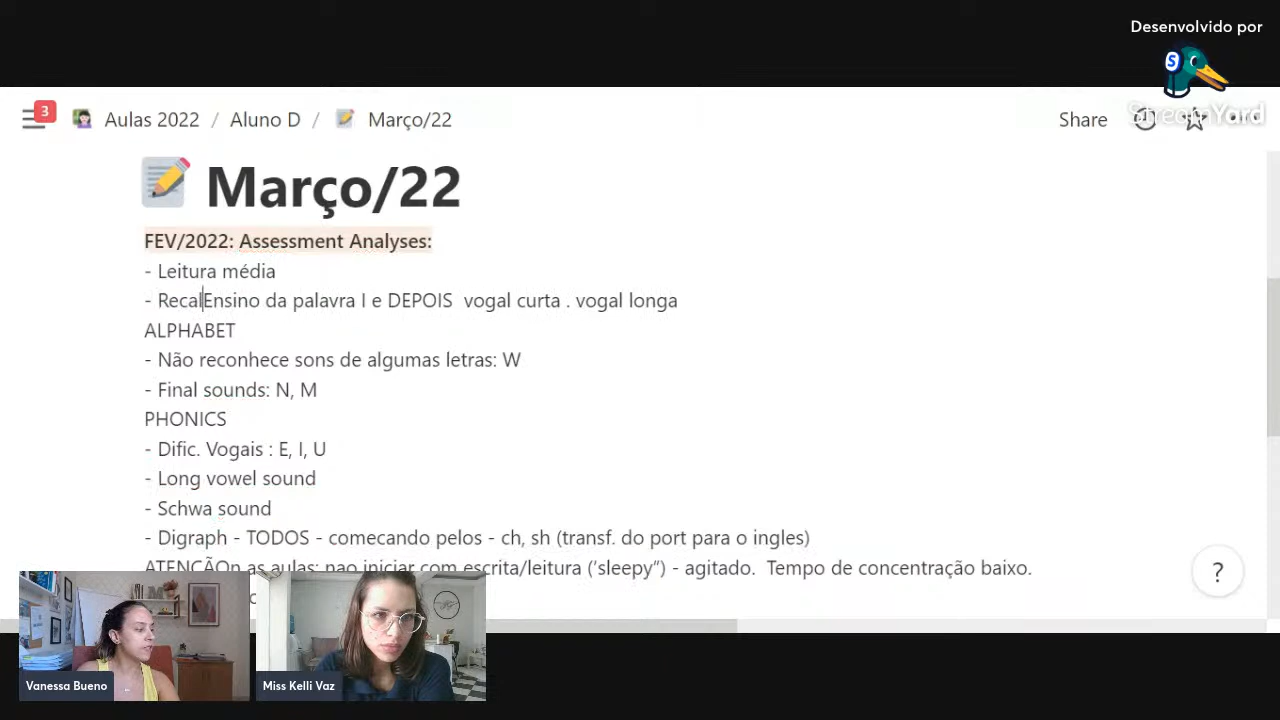 Desenvolvido por
StreamYard
3
Aulas 2022 / Aluno D / Março/22
Share
Março/22
FEV/2022: Assessment Analyses:
- Leitura média
- RecalEnsino da palavra I e DEPOIS vogal curta . vogal longa
ALPHABET
- Não reconhece sons de algumas letras: W
- Final sounds: N, M
PHONICS
- Dific. Vogais : E, I, U
- Long vowel sound
- Schwa sound
- Digraph - TODOS - comecando pelos - ch, sh (transf. do port para o ingles)
ATENÇÃOn as aulas: nao iniciar com escrita/leitura ('sleepy") - agitado. Tempo de concentração baixo.
?
Vanessa Bueno
Miss Kelli Vaz